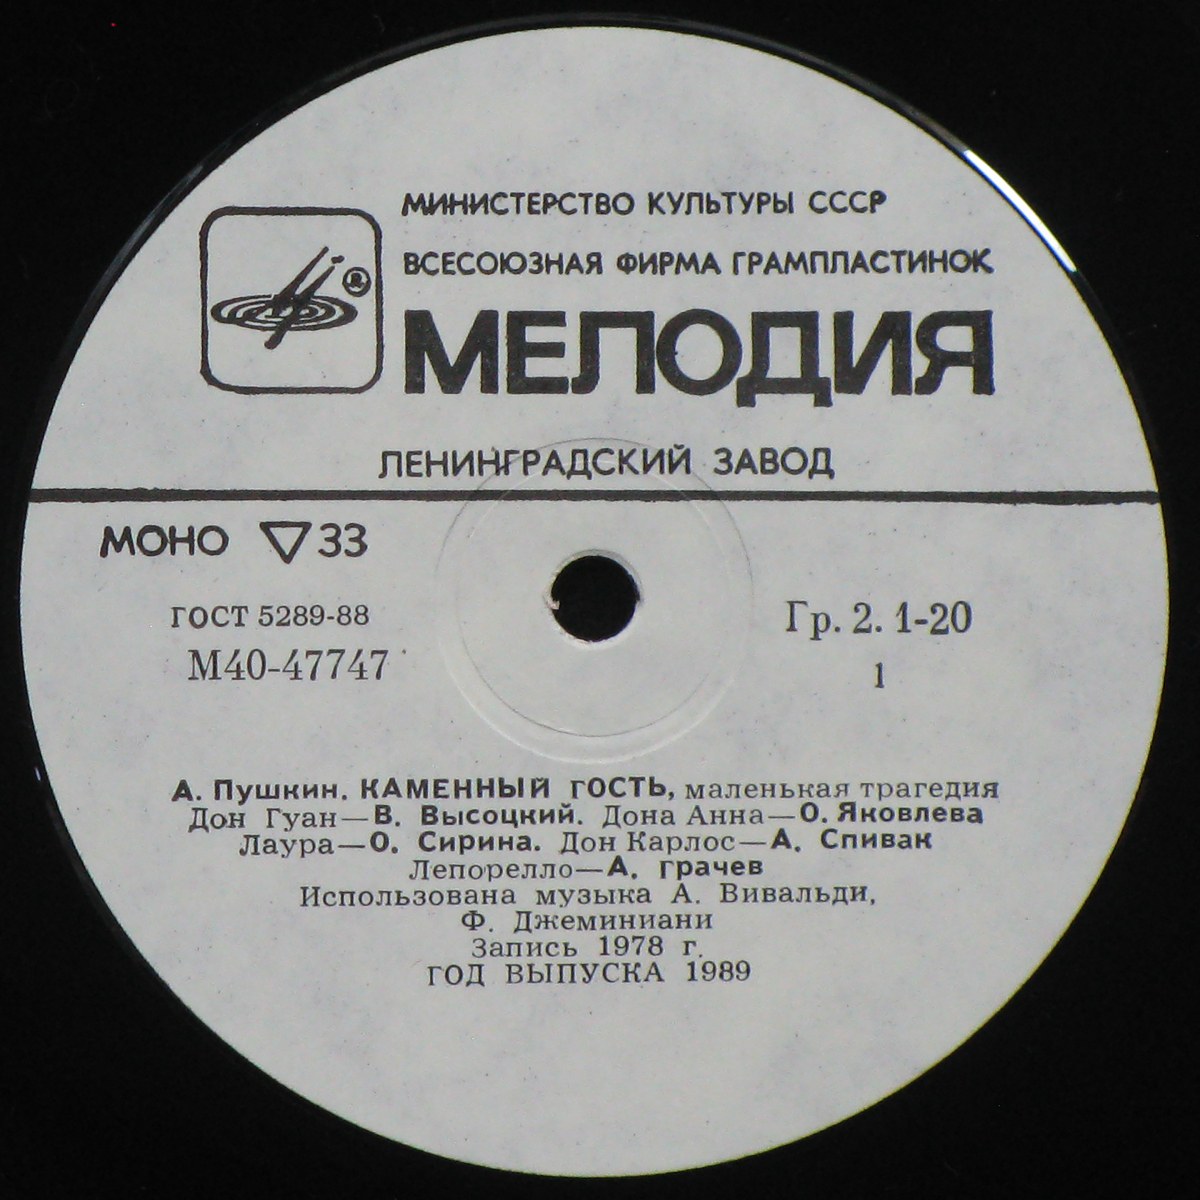 МИНИСТЕРСТВО КУЛЬТУРЫ СССР
ВСЕСОЮЗНАЯ ФИРМА ГРАМПЛАСТИНОК
®
МЕЛОДИЯ
ЛЕНИНГРАДСКИЙ ЗАВОД
МОНО ▽33
ГОСТ 5289-88
М40-47747
Гр. 2. 1-20
1
А. Пушкин. КАМЕННЫЙ ГОСТЬ, маленькая трагедия
Дон Гуан—В. Высоцкий. Дона Анна—О. Яковлева
Лаура—О. Сирина. Дон Карлос—А. Спивак
Лепорелло—А. Грачев
Использована музыка А. Вивальди,
Ф. Джеминиани
Запись 1978 г.
ГОД ВЫПУСКА 1989